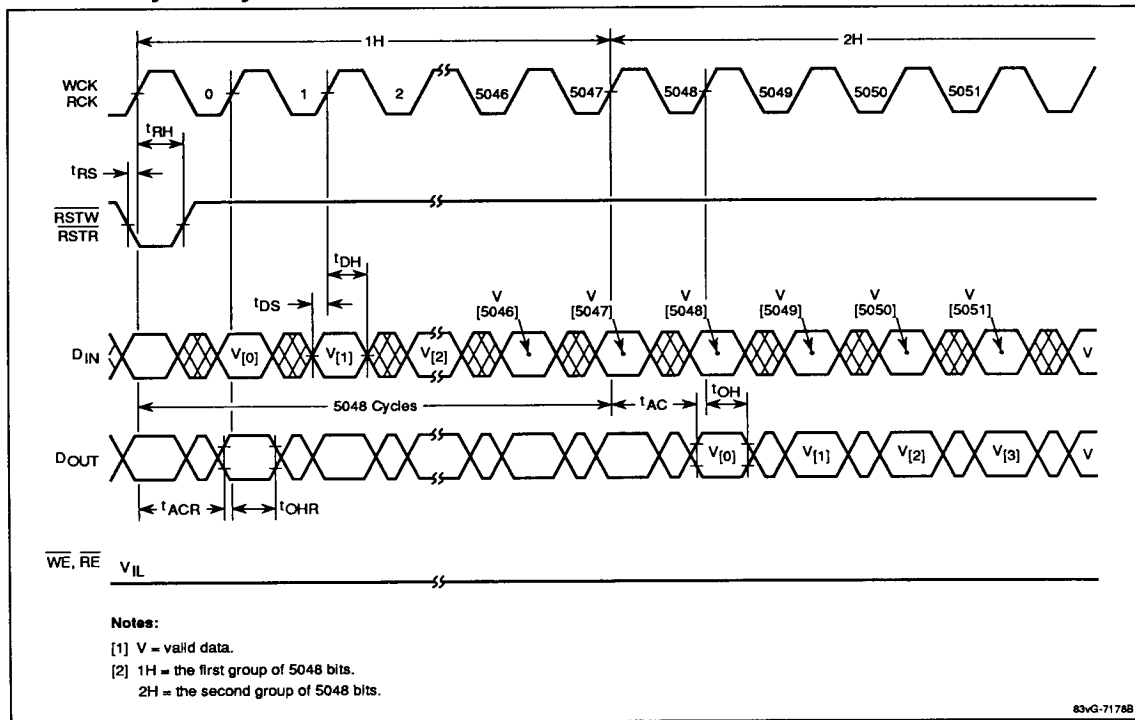 1H 2H
WCK
RCK
0 1 2 5046 5047 5048 5049 5050 5051
tRH
tRS
RSTW
RSTR
tDH
tDS
V [5046] V [5047] V [5048] V [5049] V [5050] V [5051]
DIN V[0] V[1] V[2] V
5048 Cycles tAC tOH
DOUT V[0] V[1] V[2] V[3] V
tACR tOHR
WE, RE VIL
Notes:
[1] V = valid data.
[2] 1H = the first group of 5048 bits.
2H = the second group of 5048 bits.
83vG-7178B